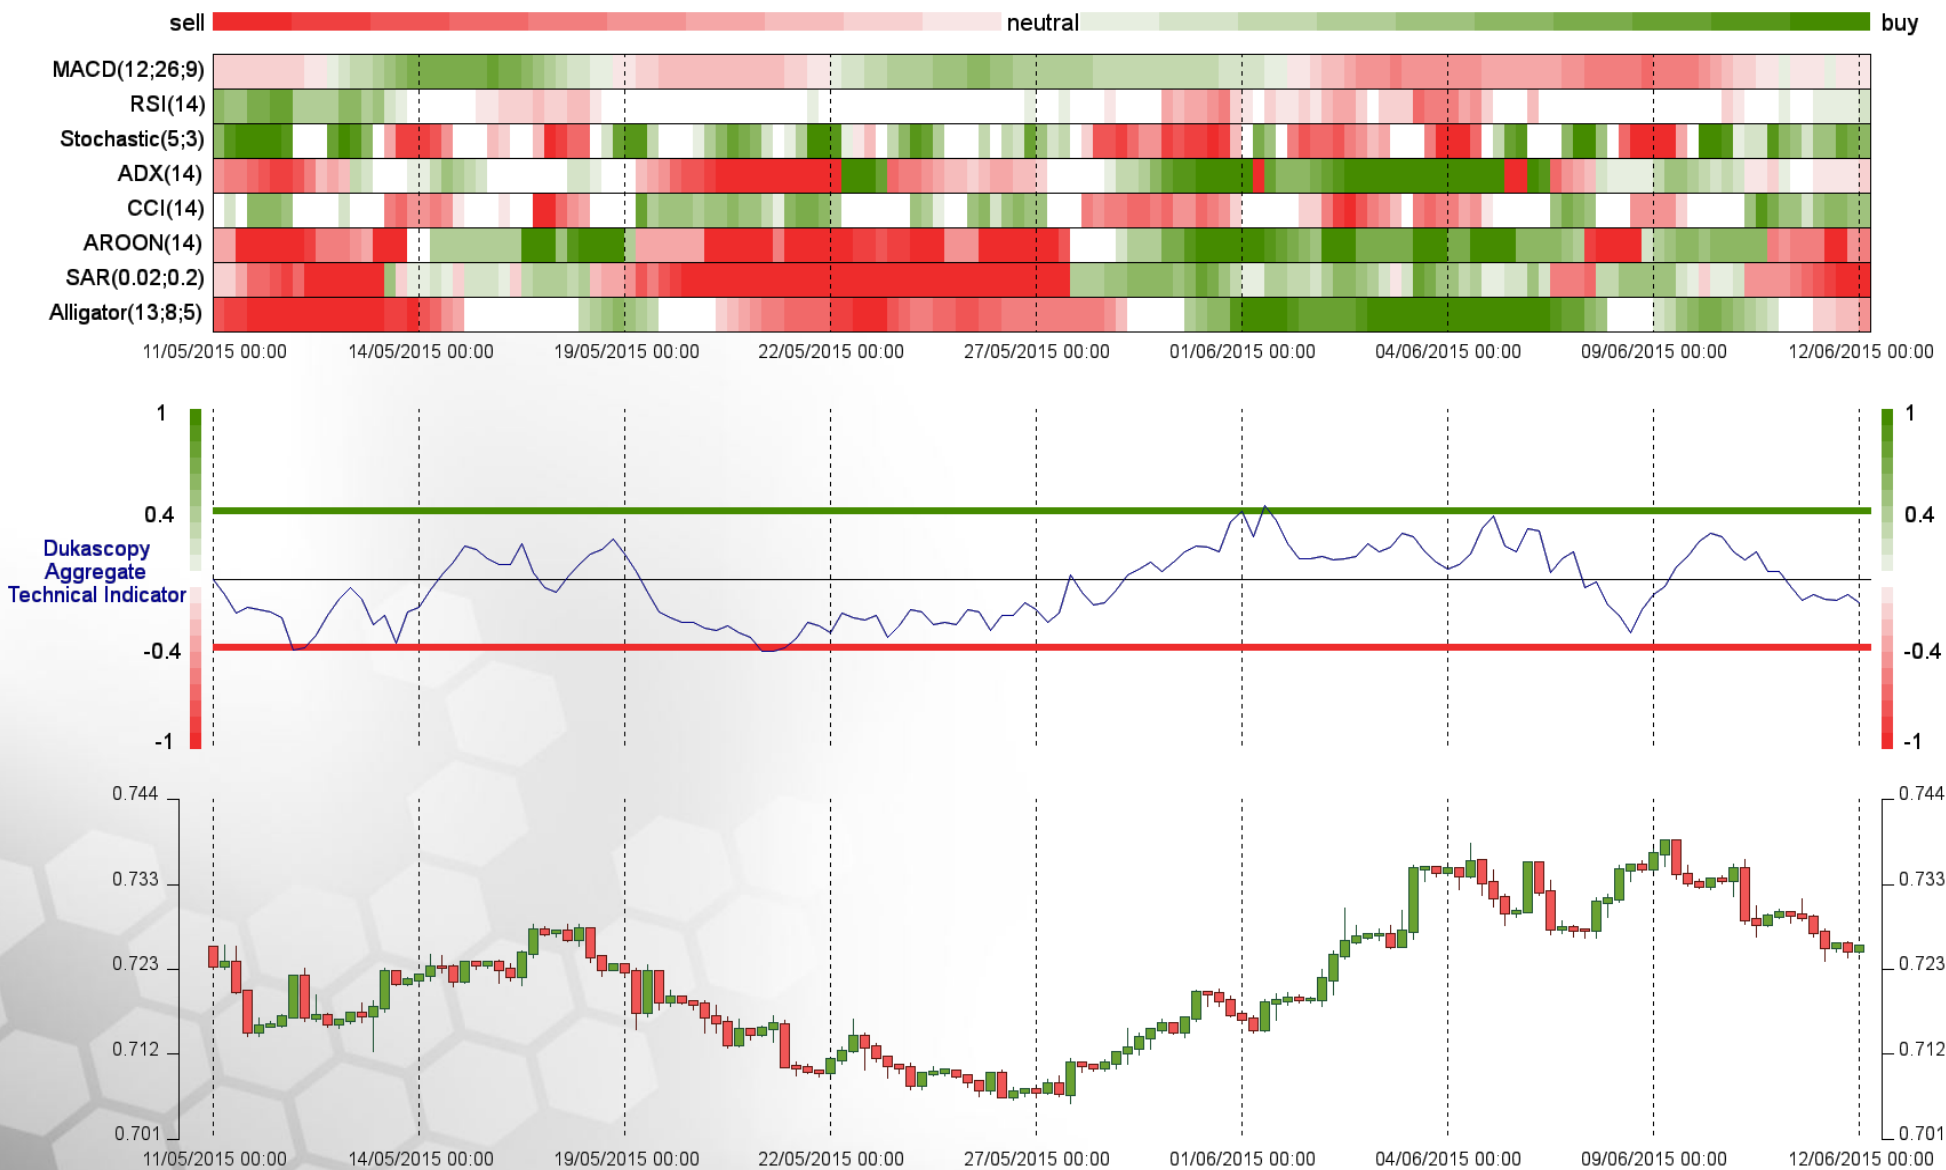 sell neutral buy
MACD(12;26;9)
RSI(14)
Stochastic(5;3)
ADX(14)
CCI(14)
AROON(14)
SAR(0.02;0.2)
Alligator(13;8;5)
11/05/2015 00:00 14/05/2015 00:00 19/05/2015 00:00 22/05/2015 00:00 27/05/2015 00:00 01/06/2015 00:00 04/06/2015 00:00 09/06/2015 00:00 12/06/2015 00:00
1 1
0.4 0.4
Dukascopy
Aggregate
Technical Indicator
-0.4 -0.4
-1 -1
0.744 0.744
0.733 0.733
0.723 0.723
0.712 0.712
0.701 0.701
11/05/2015 00:00 14/05/2015 00:00 19/05/2015 00:00 22/05/2015 00:00 27/05/2015 00:00 01/06/2015 00:00 04/06/2015 00:00 09/06/2015 00:00 12/06/2015 00:00